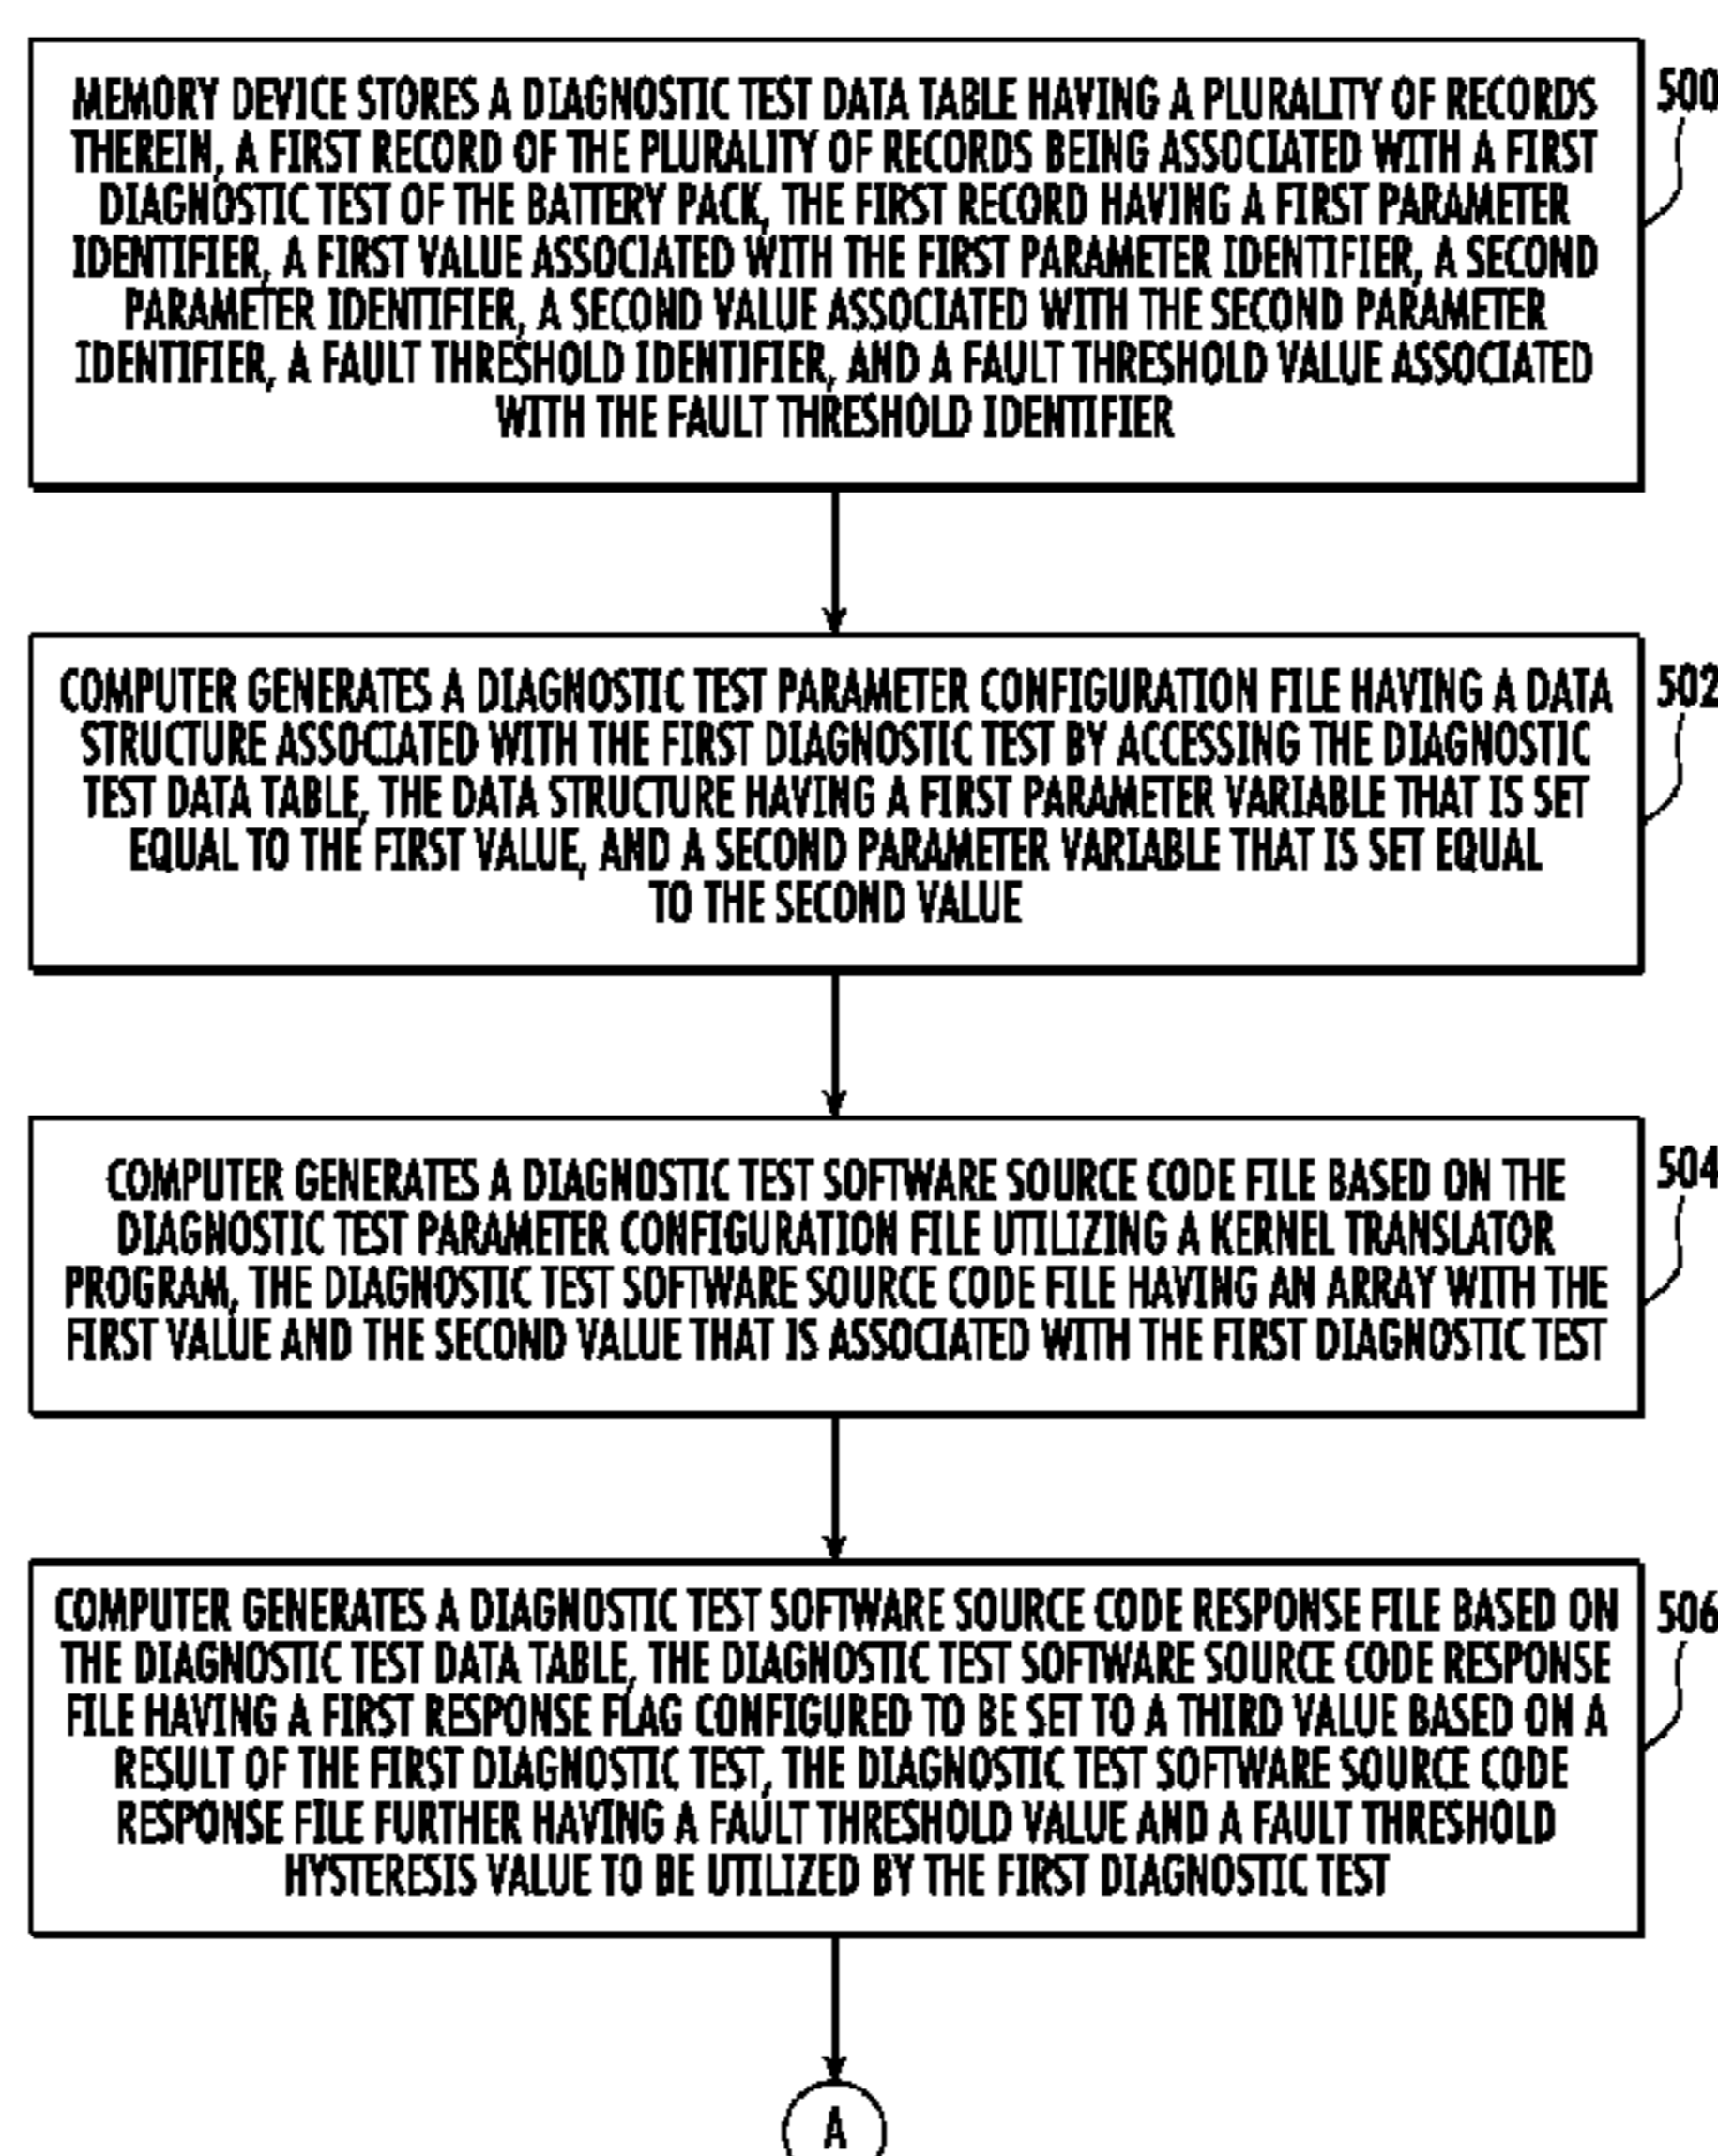 MEMORY DEVICE STORES A DIAGNOSTIC TEST DATA TABLE HAVING A PLURALITY OF RECORDS
THEREIN, A FIRST RECORD OF THE PLURALITY OF RECORDS BEING ASSOCIATED WITH A FIRST
DIAGNOSTIC TEST OF THE BATTERY PACK, THE FIRST RECORD HAVING A FIRST PARAMETER
IDENTIFIER, A FIRST VALUE ASSOCIATED WITH THE FIRST PARAMETER IDENTIFIER, A SECOND
PARAMETER IDENTIFIER, A SECOND VALUE ASSOCIATED WITH THE SECOND PARAMETER
IDENTIFIER, A FAULT THRESHOLD IDENTIFIER, AND A FAULT THRESHOLD VALUE ASSOCIATED
WITH THE FAULT THRESHOLD IDENTIFIER
500
COMPUTER GENERATES A DIAGNOSTIC TEST PARAMETER CONFIGURATION FILE HAVING A DATA
STRUCTURE ASSOCIATED WITH THE FIRST DIAGNOSTIC TEST BY ACCESSING THE DIAGNOSTIC
TEST DATA TABLE, THE DATA STRUCTURE HAVING A FIRST PARAMETER VARIABLE THAT IS SET
EQUAL TO THE FIRST VALUE, AND A SECOND PARAMETER VARIABLE THAT IS SET EQUAL
TO THE SECOND VALUE
502
COMPUTER GENERATES A DIAGNOSTIC TEST SOFTWARE SOURCE CODE FILE BASED ON THE
DIAGNOSTIC TEST PARAMETER CONFIGURATION FILE UTILIZING A KERNEL TRANSLATOR
PROGRAM, THE DIAGNOSTIC TEST SOFTWARE SOURCE CODE FILE HAVING AN ARRAY WITH THE
FIRST VALUE AND THE SECOND VALUE THAT IS ASSOCIATED WITH THE FIRST DIAGNOSTIC TEST
504
COMPUTER GENERATES A DIAGNOSTIC TEST SOFTWARE SOURCE CODE RESPONSE FILE BASED ON
THE DIAGNOSTIC TEST DATA TABLE, THE DIAGNOSTIC TEST SOFTWARE SOURCE CODE RESPONSE
FILE HAVING A FIRST RESPONSE FLAG CONFIGURED TO BE SET TO A THIRD VALUE BASED ON A
RESULT OF THE FIRST DIAGNOSTIC TEST, THE DIAGNOSTIC TEST SOFTWARE SOURCE CODE
RESPONSE FILE FURTHER HAVING A FAULT THRESHOLD VALUE AND A FAULT THRESHOLD
HYSTERESIS VALUE TO BE UTILIZED BY THE FIRST DIAGNOSTIC TEST
506
A